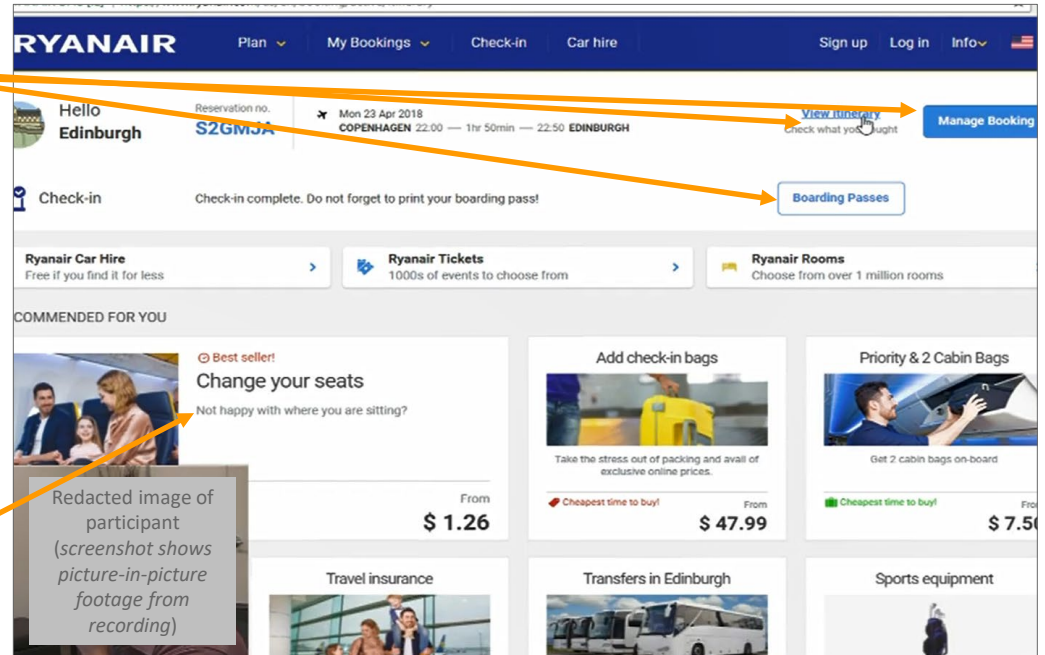 RYANAIR Plan My Bookings Check-in Car hire Sign up Log in Info
Hello
Edinburgh
Reservation no.
S2GMJA
Mon 23 Apr 2018
COPENHAGEN 22:00 — 1hr 50min — 22:50 EDINBURGH
View itinerary
Check what you bought
Manage Booking
Check-in
Check-in complete. Do not forget to print your boarding pass!
Boarding Passes
Ryanair Car Hire
Free if you find it for less
Ryanair Tickets
1000s of events to choose from
Ryanair Rooms
Choose from over 1 million rooms
COMMENDED FOR YOU
Best seller!
Change your seats
Not happy with where you are sitting?
From
$ 1.26
Add check-in bags
Take the stress out of packing and avail of
exclusive online prices.
Cheapest time to buy!
From
$ 47.99
Priority & 2 Cabin Bags
Get 2 cabin bags on-board
Cheapest time to buy!
Fro
$ 7.50
Redacted image of
participant
(screenshot shows
picture-in-picture
footage from
recording)
Travel insurance
Transfers in Edinburgh
Sports equipment